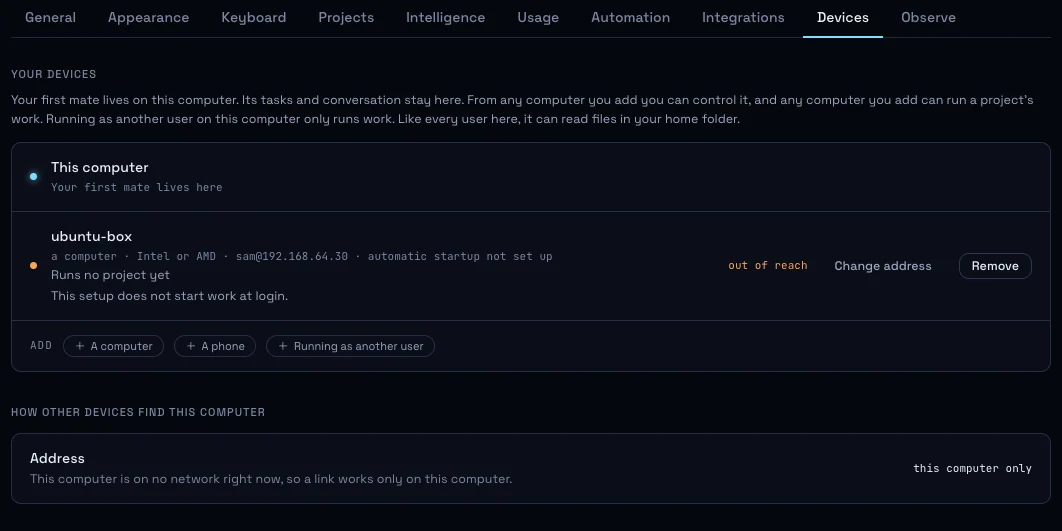 General Appearance Keyboard Projects Intelligence Usage Automation Integrations Devices Observe
YOUR DEVICES
Your first mate lives on this computer. Its tasks and conversation stay here. From any computer you add you can control it, and any computer you add can run a project's
work. Running as another user on this computer only runs work. Like every user here, it can read files in your home folder.
This computer
Your first mate lives here
ubuntu-box
a computer · Intel or AMD · sam@192.168.64.30 · automatic startup not set up
Runs no project yet
This setup does not start work at login.
out of reach Change address Remove
ADD + A computer + A phone + Running as another user
HOW OTHER DEVICES FIND THIS COMPUTER
Address
This computer is on no network right now, so a link works only on this computer.
this computer only